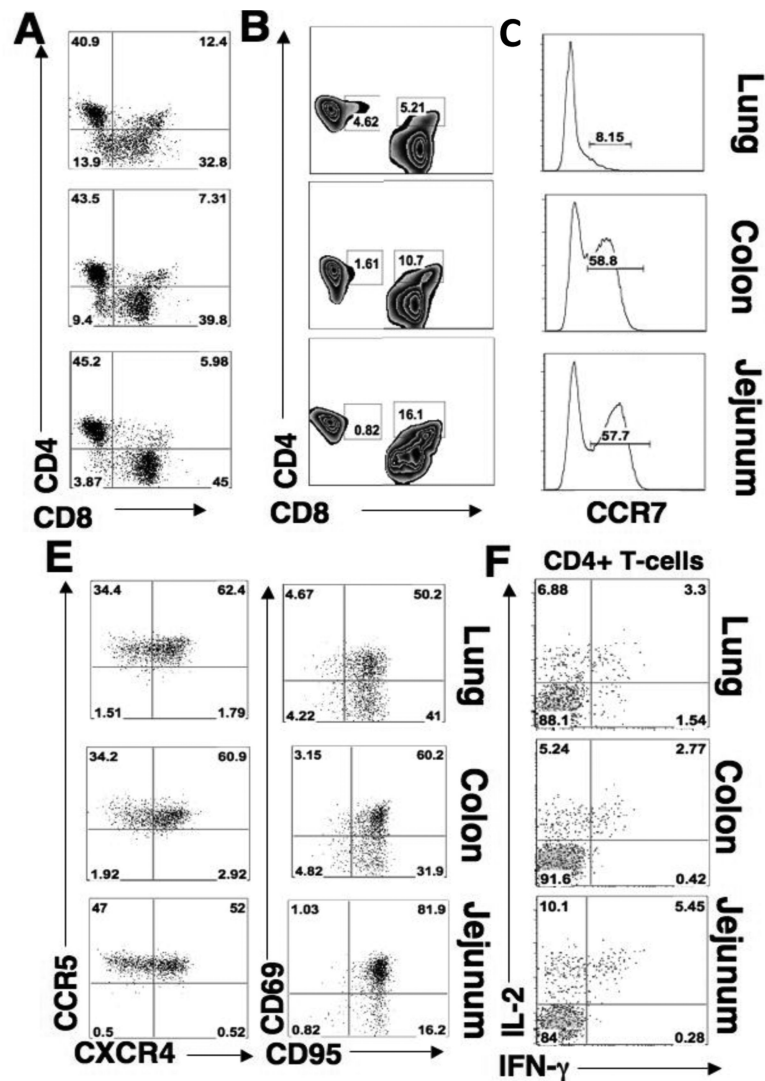 A
40.9 12.4
13.9 32.8
43.5 7.31
9.4 39.8
45.2 5.98
3.87 45
CD4
CD8
B
4.62 5.21
1.61 10.7
0.82 16.1
CD4
CD8
C
8.15
58.8
57.7
CCR7
Lung
Colon
Jejunum
E
34.4 62.4
1.51 1.79
34.2 60.9
1.92 2.92
47 52
0.5 0.52
CCR5
CXCR4
4.67 50.2
4.22 41
3.15 60.2
4.82 31.9
1.03 81.9
0.82 16.2
CD69
CD95
Lung
Colon
Jejunum
F
CD4+ T-cells
6.88 3.3
88.1 1.54
5.24 2.77
91.6 0.42
10.1 5.45
84 0.28
IL-2
IFN-γ
Lung
Colon
Jejunum